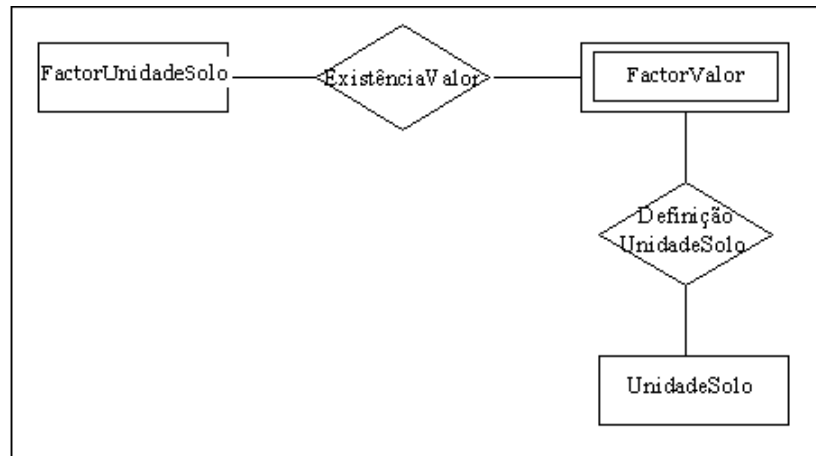 FactorUnidadeSolo
ExistênciaValor
FactorValor
Definição
UnidadeSolo
UnidadeSolo